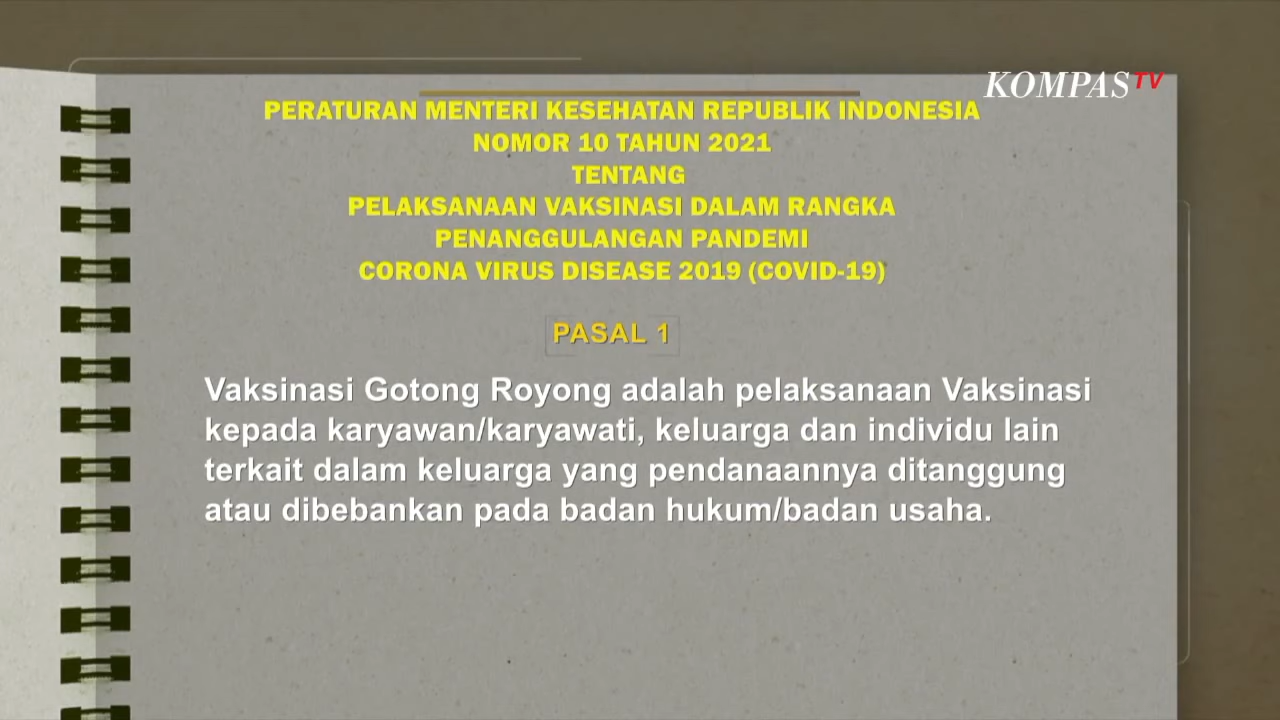 KOMPASTV
PERATURAN MENTERI KESEHATAN REPUBLIK INDONESIA
NOMOR 10 TAHUN 2021
TENTANG
PELAKSANAAN VAKSINASI DALAM RANGKA
PENANGGULANGAN PANDEMI
CORONA VIRUS DISEASE 2019 (COVID-19)
PASAL 1
Vaksinasi Gotong Royong adalah pelaksanaan Vaksinasi
kepada karyawan/karyawati, keluarga dan individu lain
terkait dalam keluarga yang pendanaannya ditanggung
atau dibebankan pada badan hukum/badan usaha.